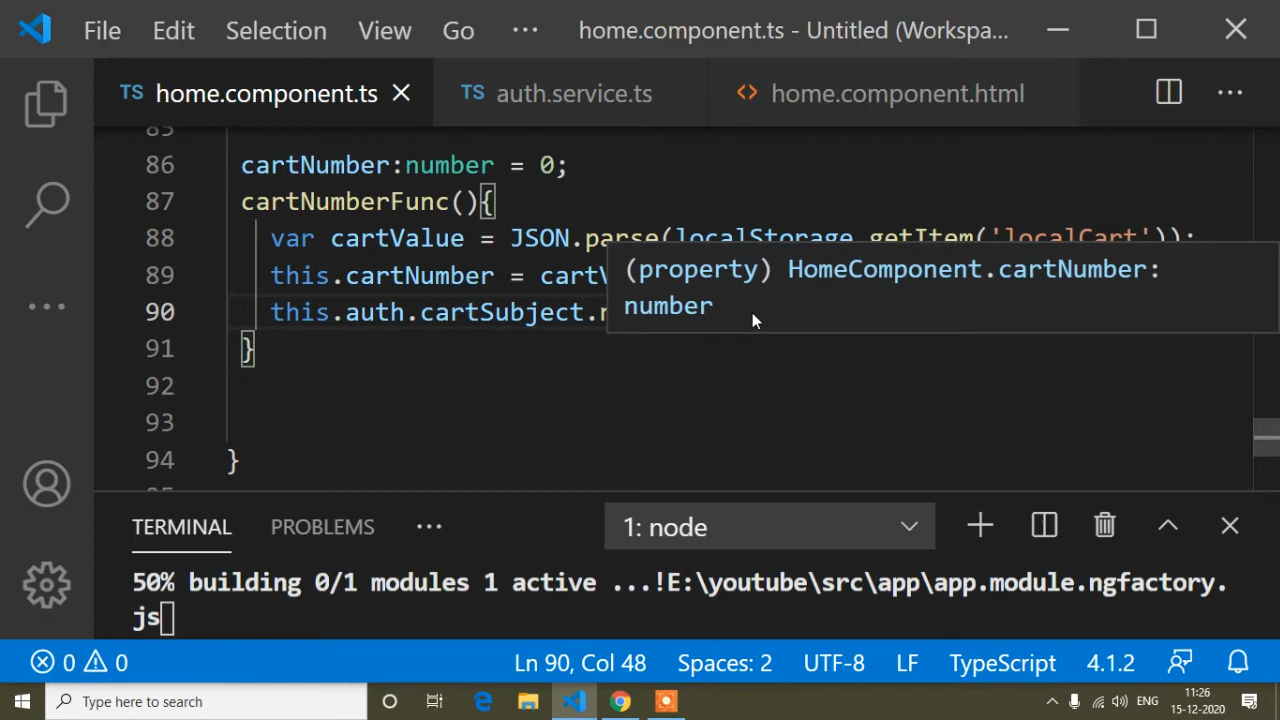 File Edit Selection View Go ··· home.component.ts - Untitled (Workspa...
TS home.component.ts TS auth.service.ts <> home.component.html ···
85
86 cartNumber:number = 0;
87 cartNumberFunc(){
88 var cartValue = JSON.parse(localStorage.getItem('localCart'));
89 this.cartNumber = cartV
(property) HomeComponent.cartNumber:
number
90 this.auth.cartSubject.n
91 }
92
93
94 }
TERMINAL PROBLEMS ··· 1: node
50% building 0/1 modules 1 active ...!E:\youtube\src\app\app.module.ngfactory.
js
0 0 Ln 90, Col 48 Spaces: 2 UTF-8 LF TypeScript 4.1.2
Type here to search ENG 11:26
15-12-2020